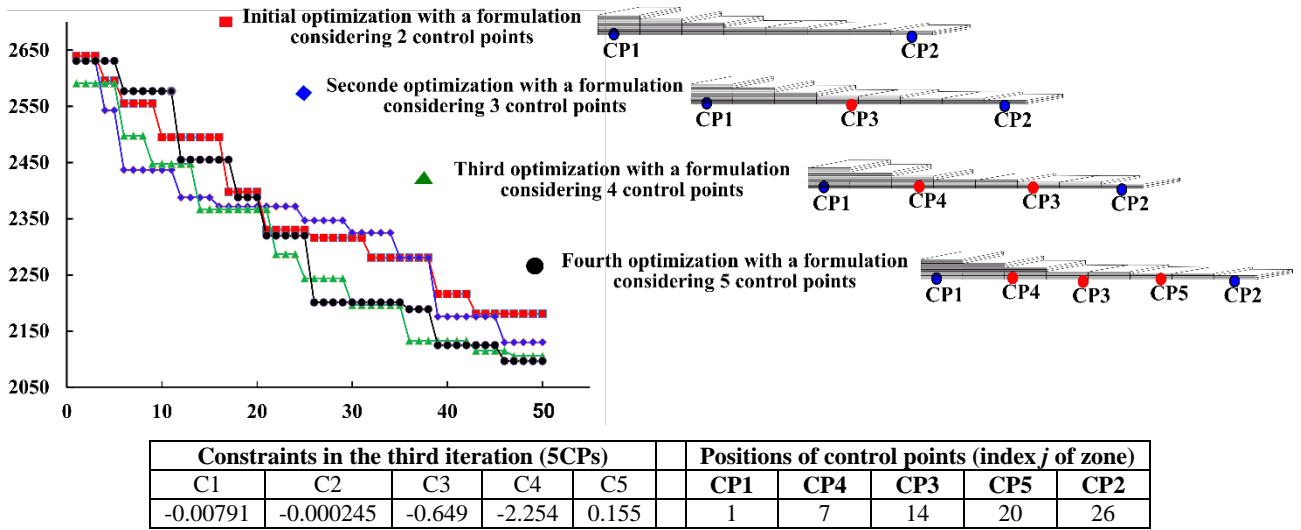 Initial optimization with a formulation
considering 2 control points
CP1
CP2
Seconde optimization with a formulation
considering 3 control points
CP1
CP3
CP2
Third optimization with a formulation
considering 4 control points
CP1
CP4
CP3
CP2
Fourth optimization with a formulation
considering 5 control points
CP1
CP4
CP3
CP5
CP2
2650
2550
2450
2350
2250
2150
2050
0 10 20 30 40 50
Constraints in the third iteration (5CPs) Positions of control points (index j of zone)
C1 C2 C3 C4 C5 CP1 CP4 CP3 CP5 CP2
-0.00791 -0.000245 -0.649 -2.254 0.155 1 7 14 20 26